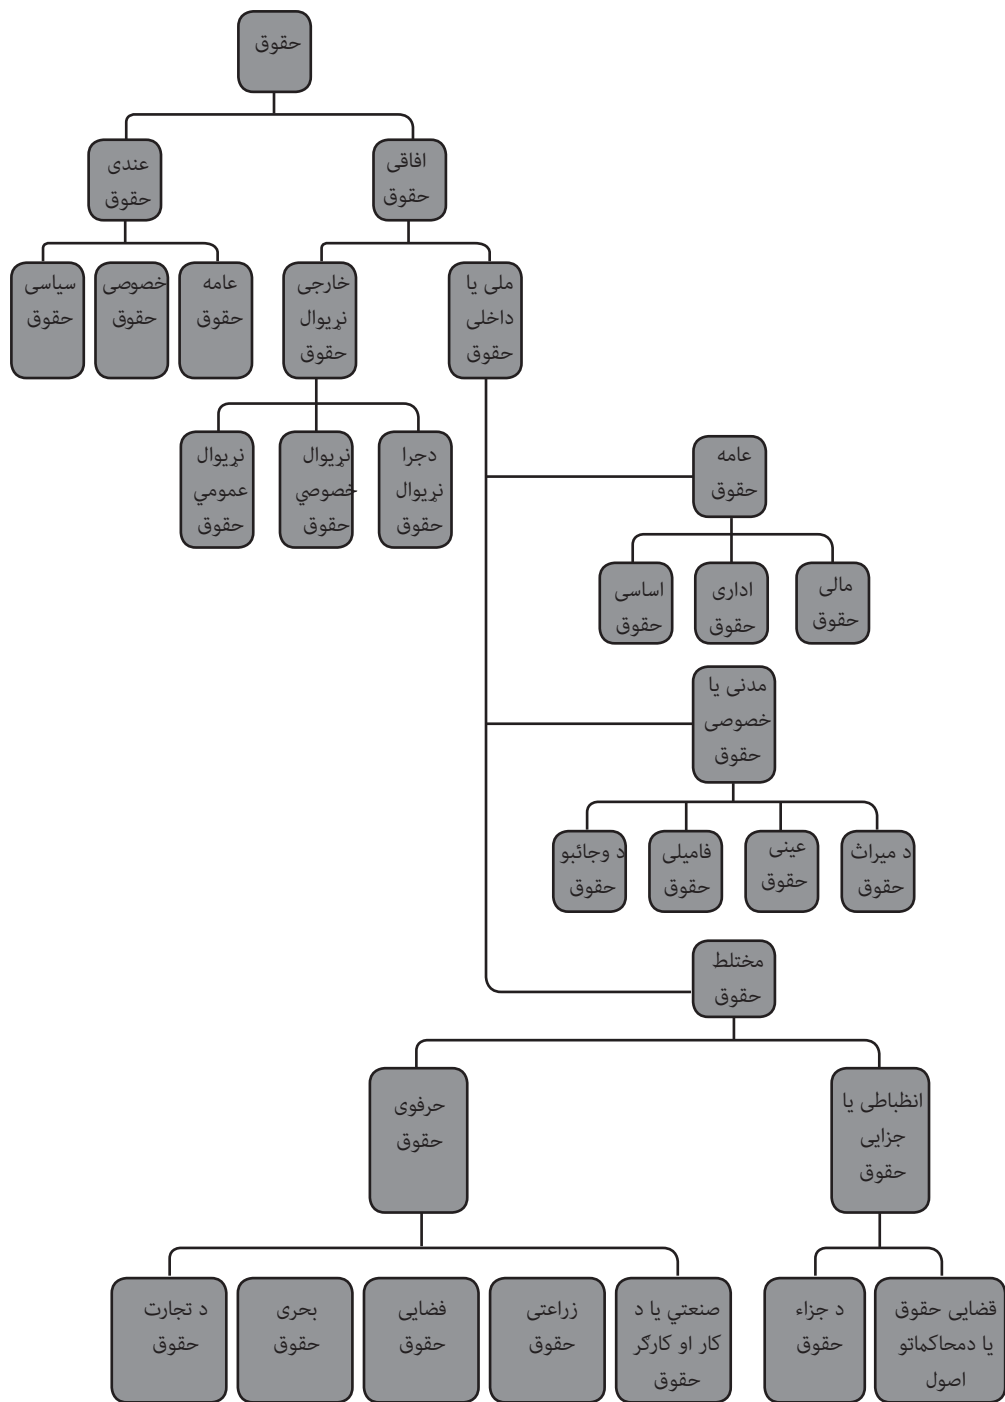 حقوق
افاقی
حقوق
عندی
حقوق
ملی یا
داخلی
حقوق
خارجی
نړیوال
حقوق
عامه
حقوق
خصوصی
حقوق
سیاسی
حقوق
دجرا
نړیوال
حقوق
نړیوال
خصوصي
حقوق
نړیوال
عمومي
حقوق
عامه
حقوق
مالی
حقوق
اداری
حقوق
اساسی
حقوق
مدنی یا
خصوصی
حقوق
د میراث
حقوق
عینی
حقوق
فامیلی
حقوق
د وجائبو
حقوق
مختلط
حقوق
انظباطی یا
جزایی
حقوق
حرفوی
حقوق
قضایی حقوق
یا دمحاکماتو
اصول
د جزاء
حقوق
صنعتي یا د
کار او کارګر
حقوق
زراعتی
حقوق
فضایی
حقوق
بحری
حقوق
د تجارت
حقوق